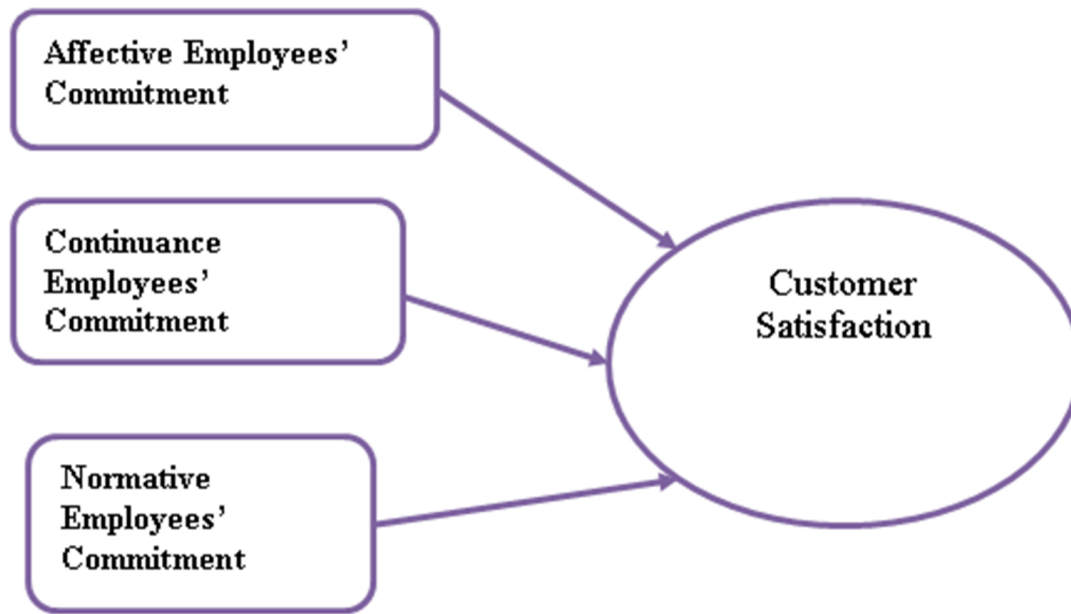 Affective Employees’
Commitment
Continuance
Employees’
Commitment
Normative
Employees’
Commitment
Customer
Satisfaction